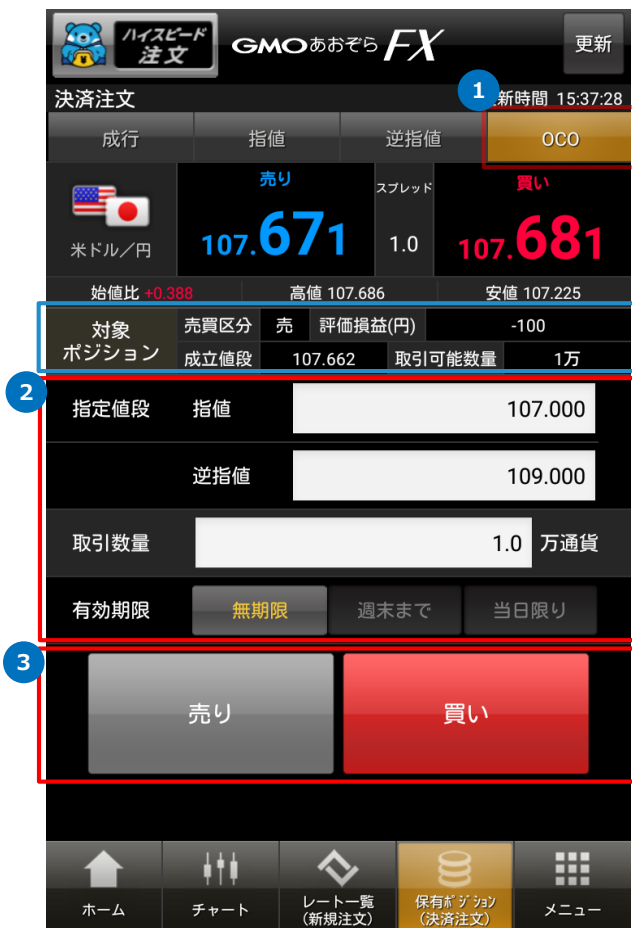 ハイスピード
注文
GMOあおぞらFX
更新
決済注文
1
新時間 15:37:28
成行
指値
逆指値
OCO
米ドル/円
売り
107.671
スプレッド
1.0
買い
107.681
始値比 +0.388
高値 107.686
安値 107.225
対象
ポジション
売買区分 売 評価損益(円) -100
成立値段 107.662 取引可能数量 1万
2
指定値段 指値 107.000
逆指値 109.000
取引数量 1.0 万通貨
有効期限 無期限 週末まで 当日限り
3
売り
買い
ホーム
チャート
レート一覧
(新規注文)
保有ポジション
(決済注文)
メニュー